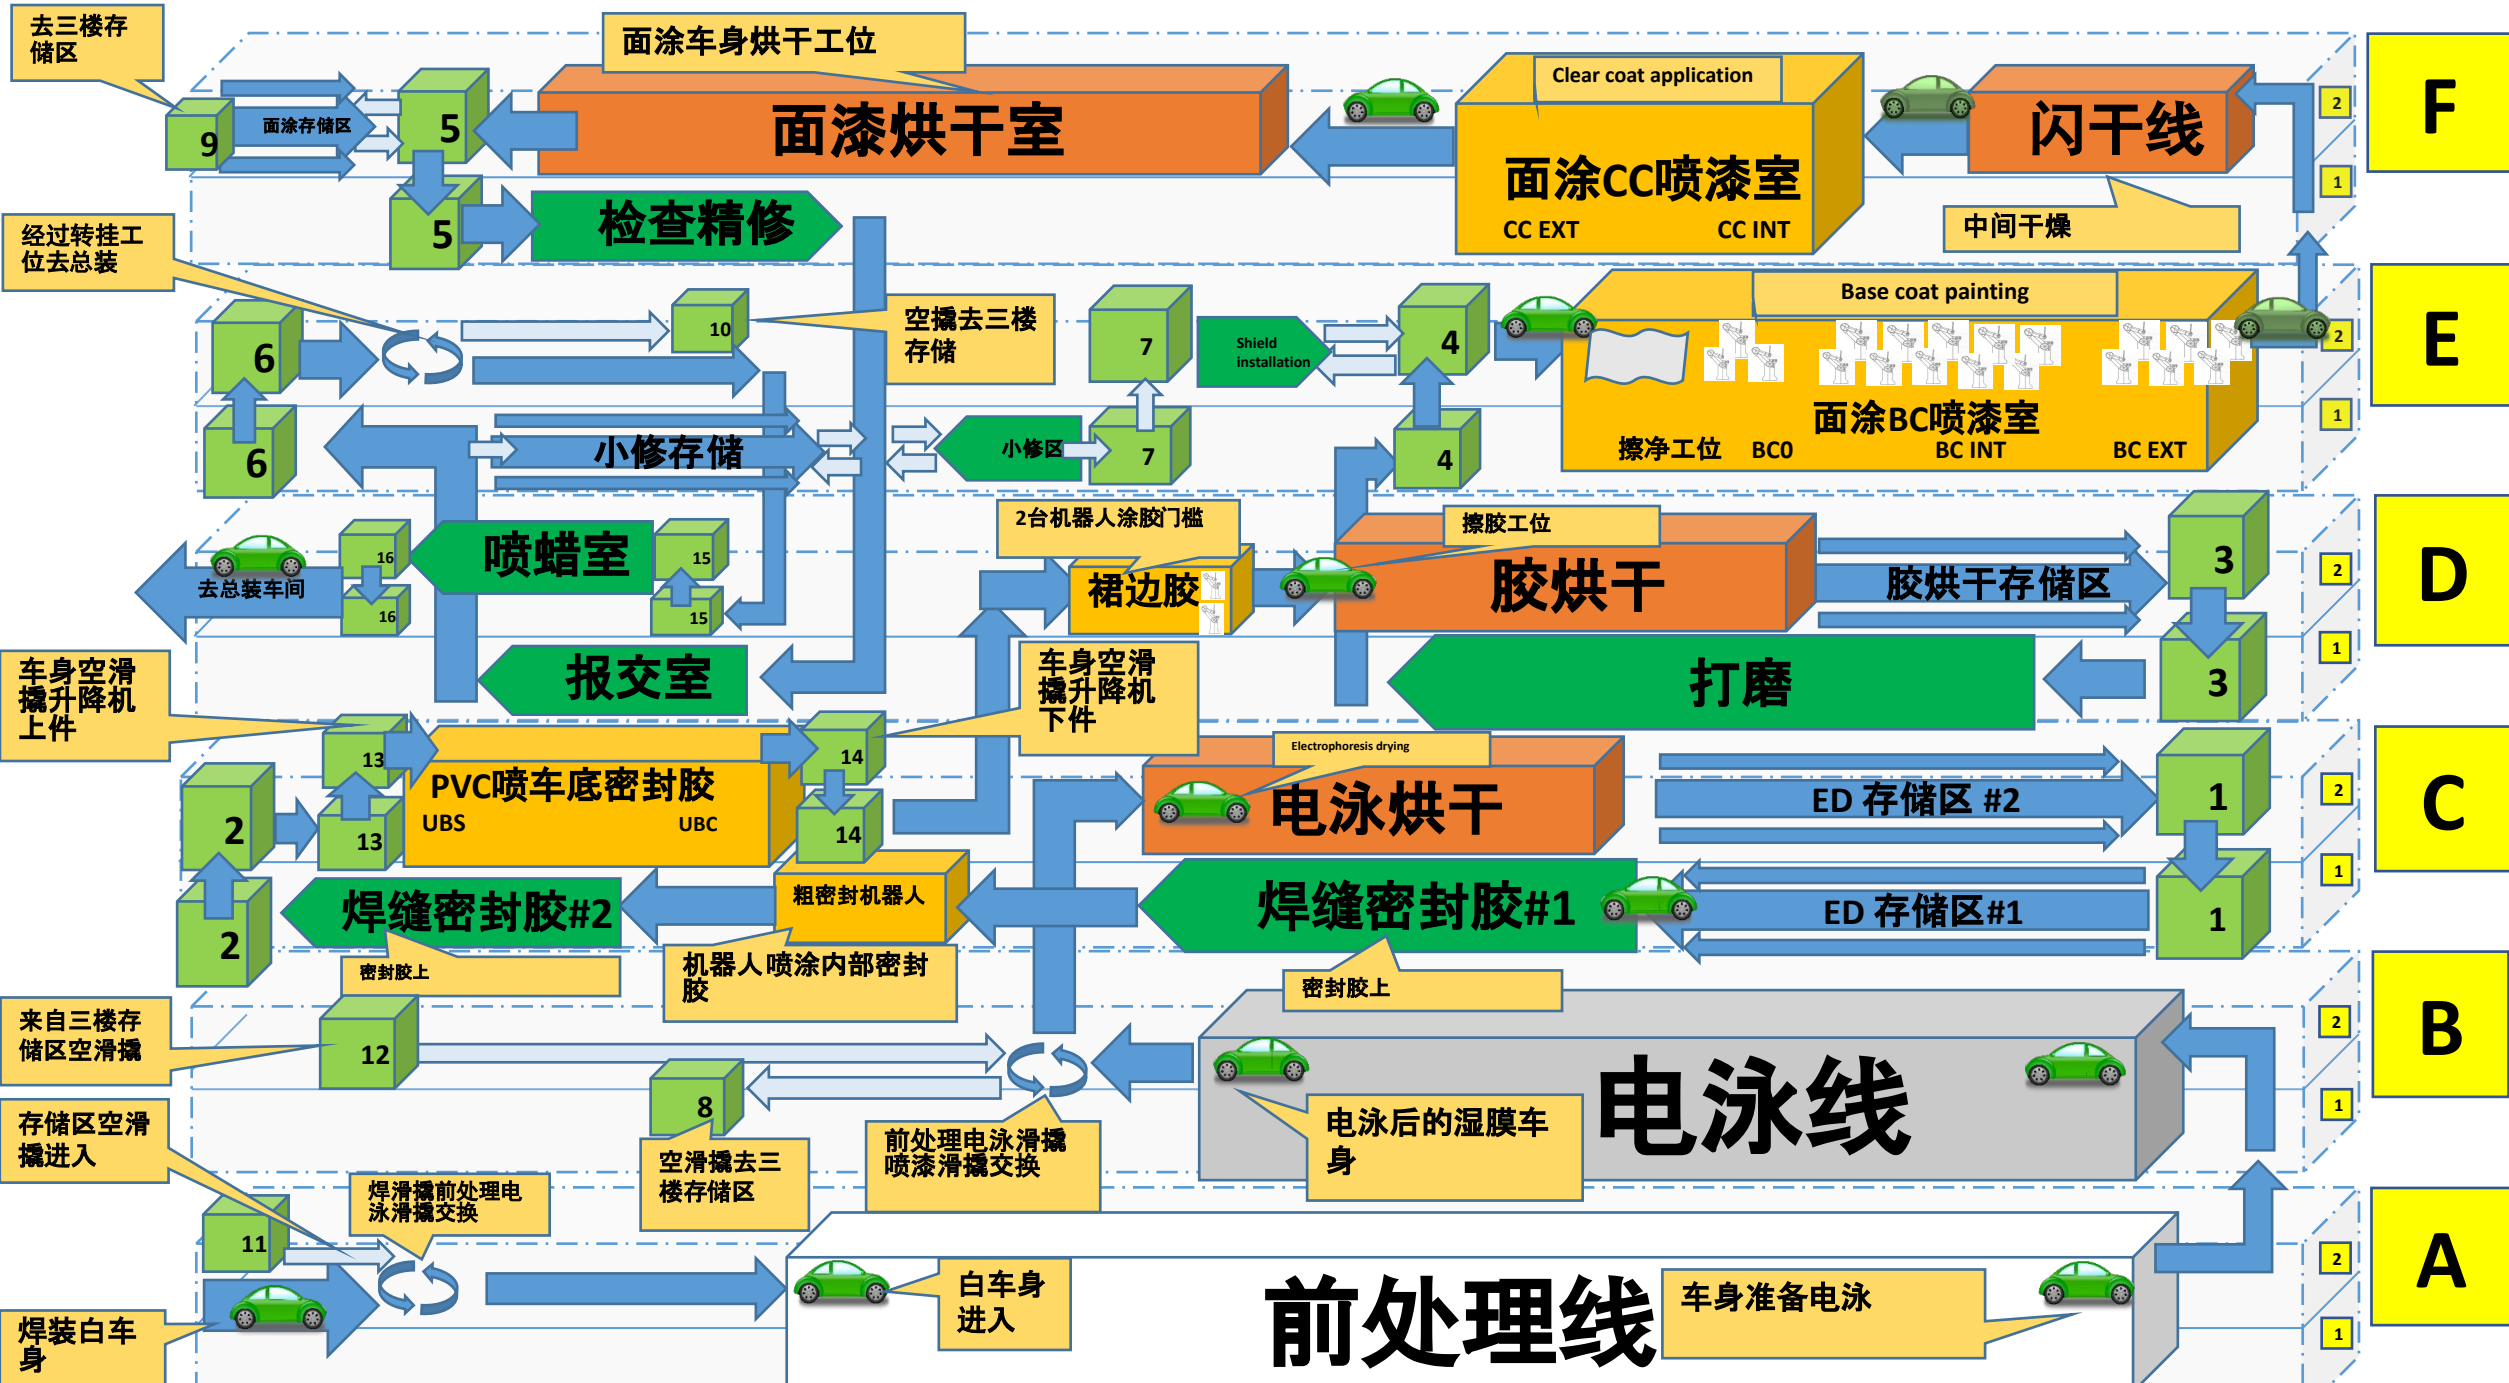 去三楼存
储区
面涂车身烘干工位
Clear coat application
F
面漆烘干室
闪干线
面涂存储区
5
9
2
面涂CC喷漆室
CC EXT
CC INT
1
5
检查精修
中间干燥
经过转挂工
位去总装
E
Base coat painting
空撬去三楼
存储
10
6
7
Shield
installation
4
2
面涂BC喷漆室
擦净工位
BC0
BC INT
BC EXT
1
6
小修存储
小修区
7
4
D
2台机器人涂胶门槛
擦胶工位
喷蜡室
16
15
去总装车间
16
15
裙边胶
胶烘干
胶烘干存储区
3
2
1
车身空滑
撬升降机
上件
报交室
车身空滑
撬升降机
下件
打磨
3
C
13
PVC喷车底密封胶
UBS
UBC
14
Electrophoresis drying
电泳烘干
ED 存储区 #2
1
2
2
13
14
1
焊缝密封胶#2
粗密封机器人
焊缝密封胶#1
ED 存储区#1
1
2
密封胶上
机器人喷涂内部密封
胶
密封胶上
B
来自三楼存
储区空滑撬
12
2
电泳线
8
1
存储区空滑
撬进入
空滑撬去三
楼存储区
前处理电泳滑撬
喷漆滑撬交换
电泳后的湿膜车
身
焊滑撬前处理电
泳滑撬交换
A
11
2
白车身
进入
前处理线
车身准备电泳
1
焊装白车
身